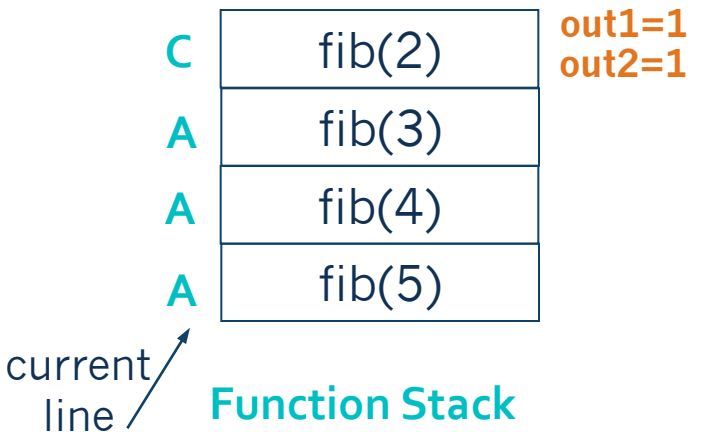 C fib(2) out1=1
out2=1
A fib(3)
A fib(4)
A fib(5)
current
line
Function Stack